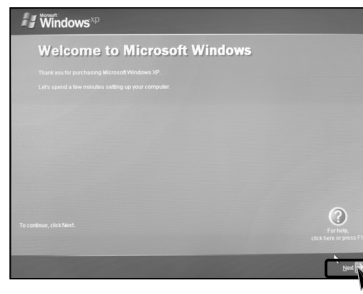 Microsoft
Windows xp
Welcome to Microsoft Windows
Thank you for purchasing Microsoft Windows XP.
Let's spend a few minutes setting up your computer.
To continue, click Next.
?
For help,
click here or press F1
Next